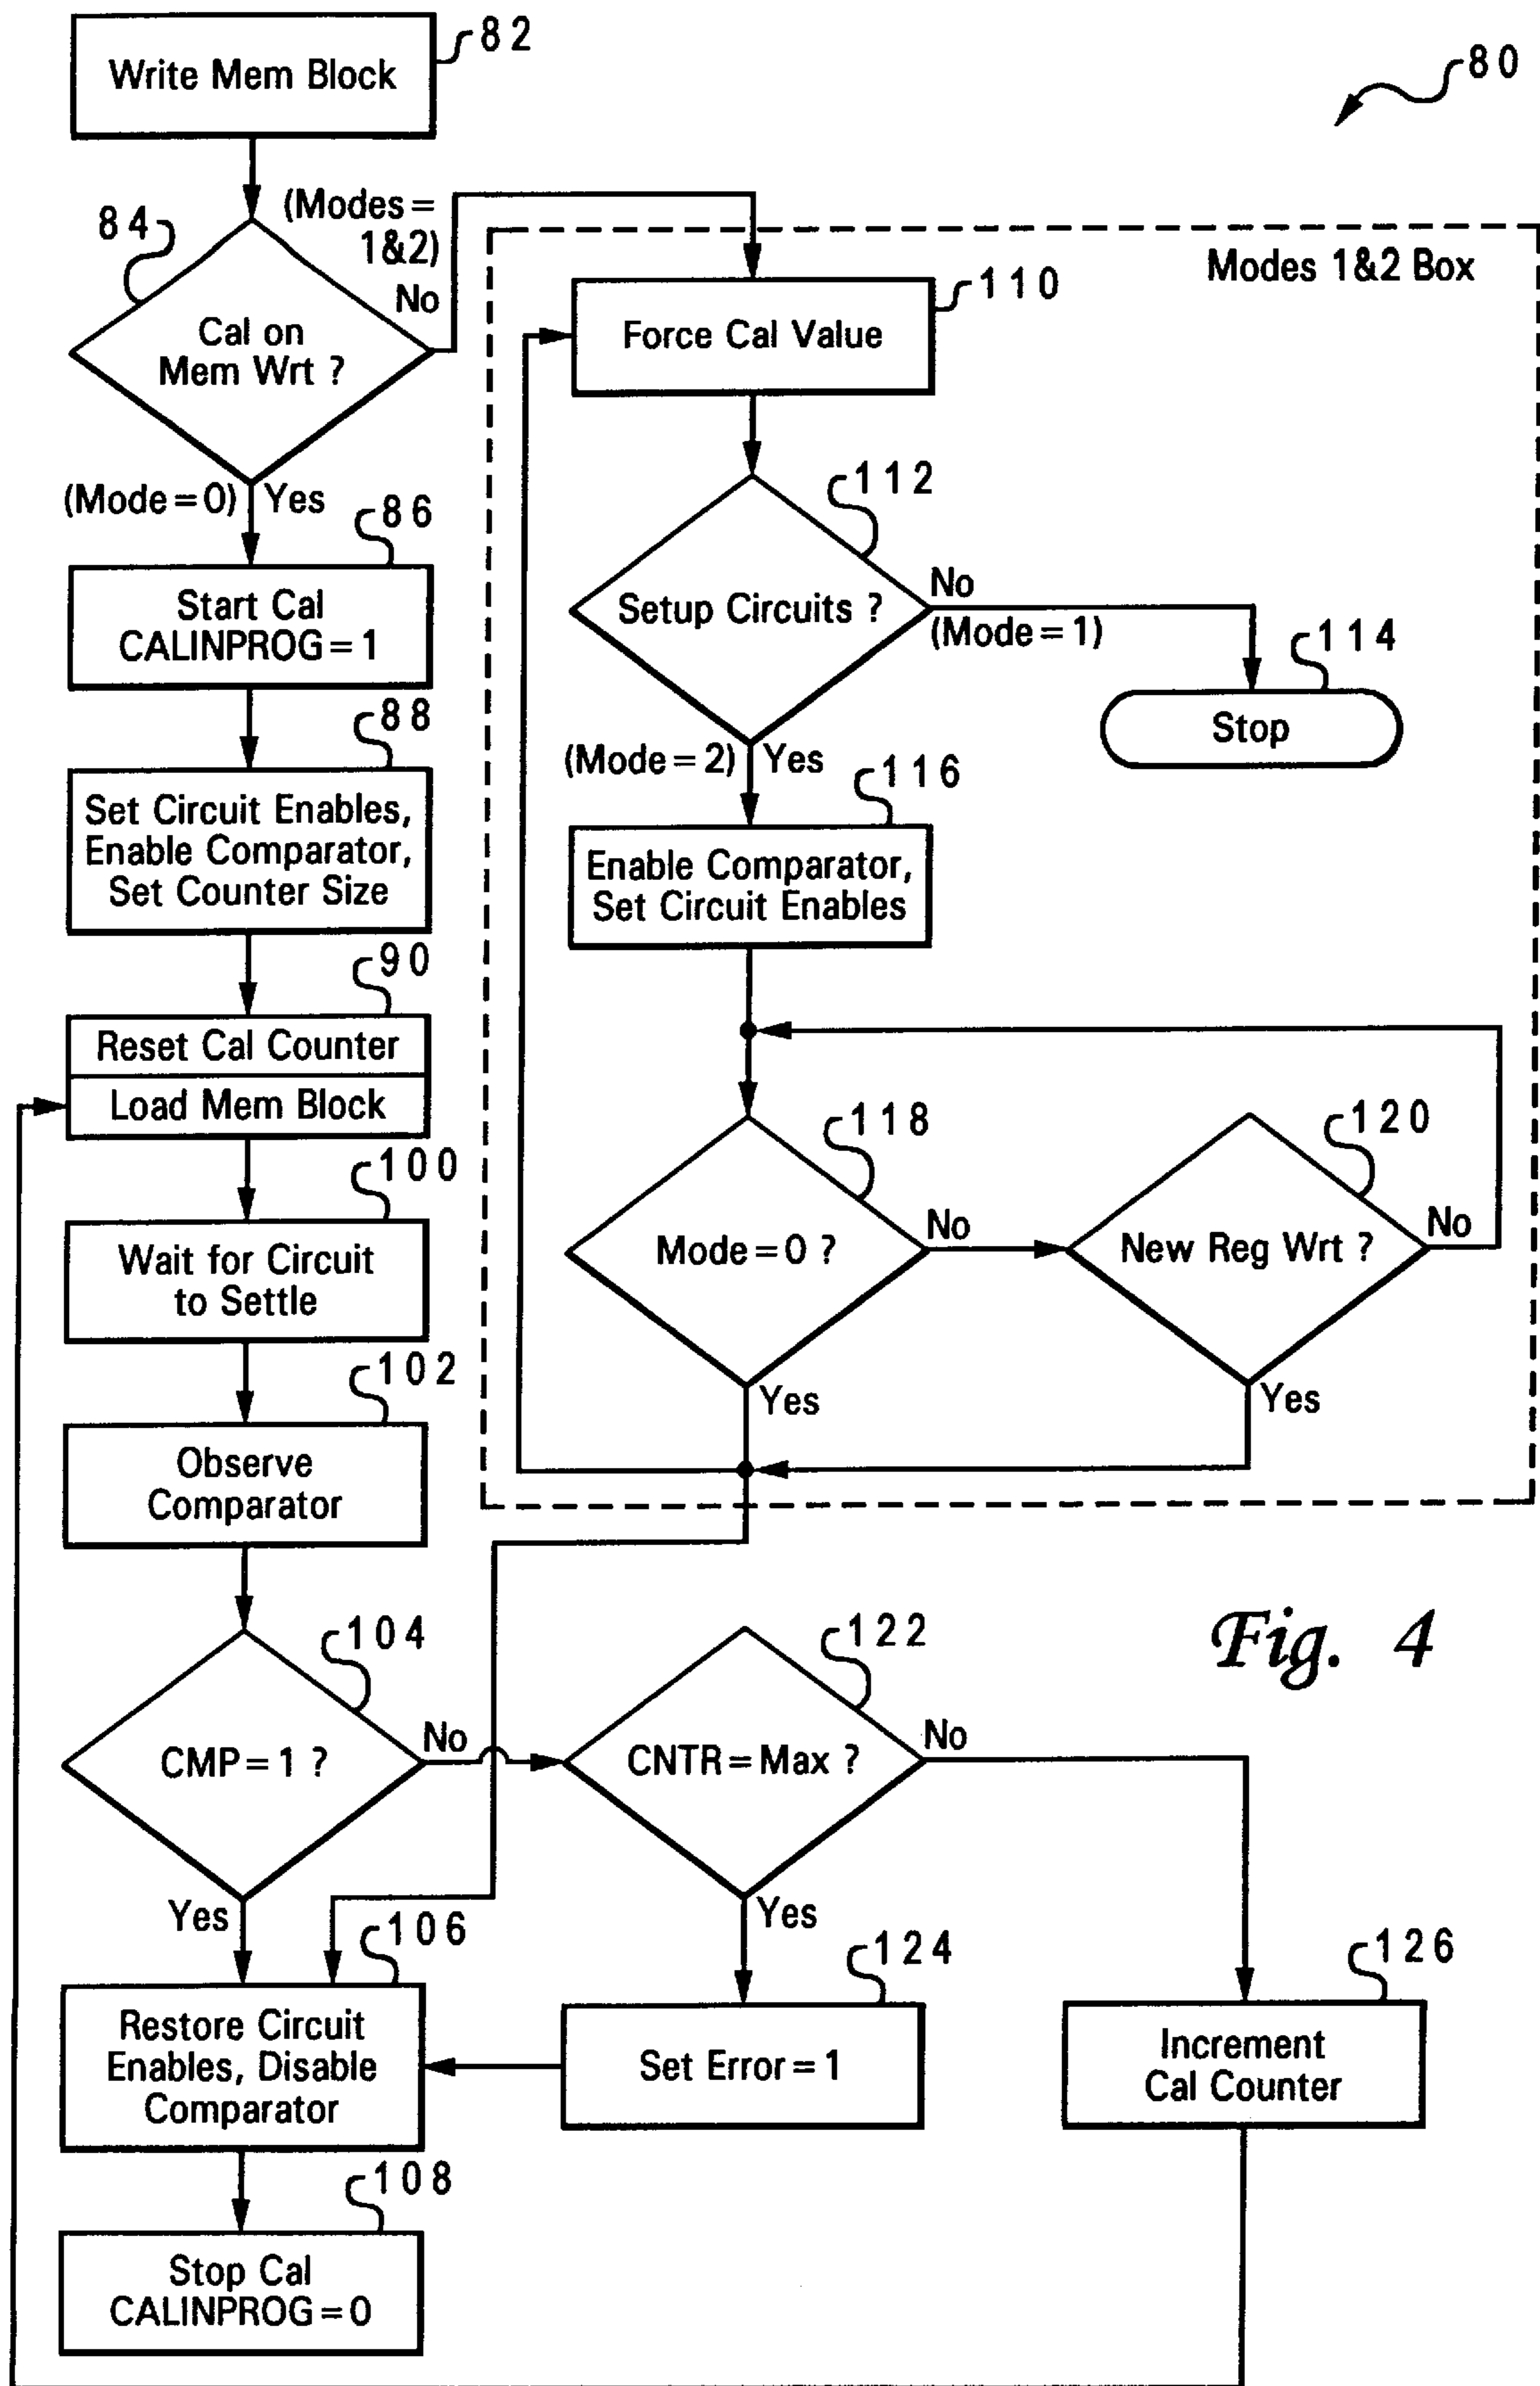 Write Mem Block
82
80
84
(Modes =
1&2)
No
Cal on
Mem Wrt ?
(Mode = 0)
Yes
86
Start Cal
CALINPROG = 1
88
Set Circuit Enables,
Enable Comparator,
Set Counter Size
90
Reset Cal Counter
Load Mem Block
100
Wait for Circuit
to Settle
102
Observe
Comparator
104
CMP = 1 ?
No
Yes
106
Restore Circuit
Enables, Disable
Comparator
108
Stop Cal
CALINPROG = 0
Modes 1&2 Box
110
Force Cal Value
112
Setup Circuits ?
No
(Mode = 1)
114
Stop
(Mode = 2)
Yes
116
Enable Comparator,
Set Circuit Enables
118
Mode = 0 ?
No
Yes
120
New Reg Wrt ?
No
Yes
122
CNTR = Max ?
No
Yes
124
Set Error = 1
126
Increment
Cal Counter
Fig. 4